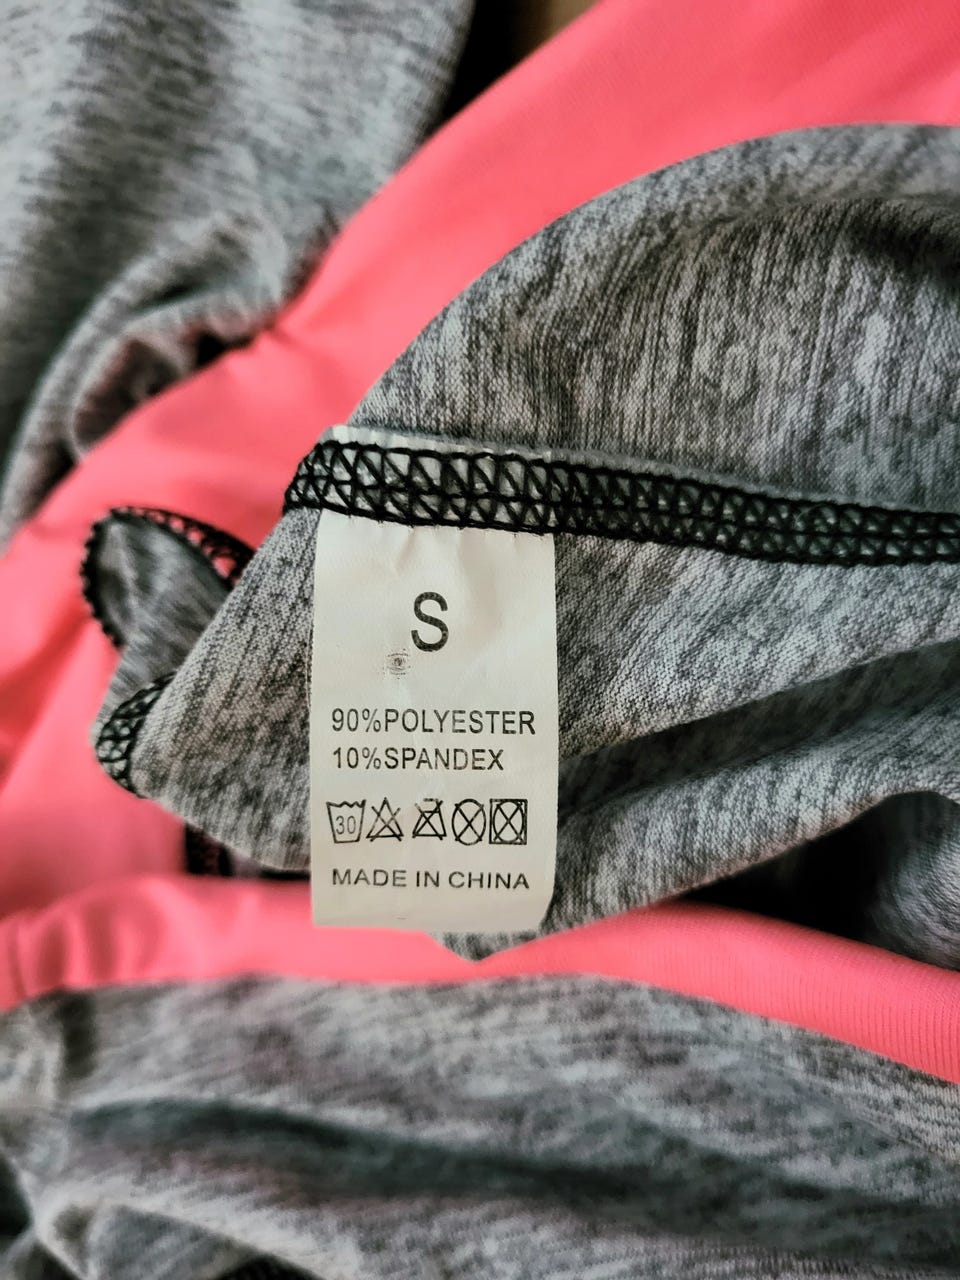 S
90%POLYESTER
10%SPANDEX
30
MADE IN CHINA